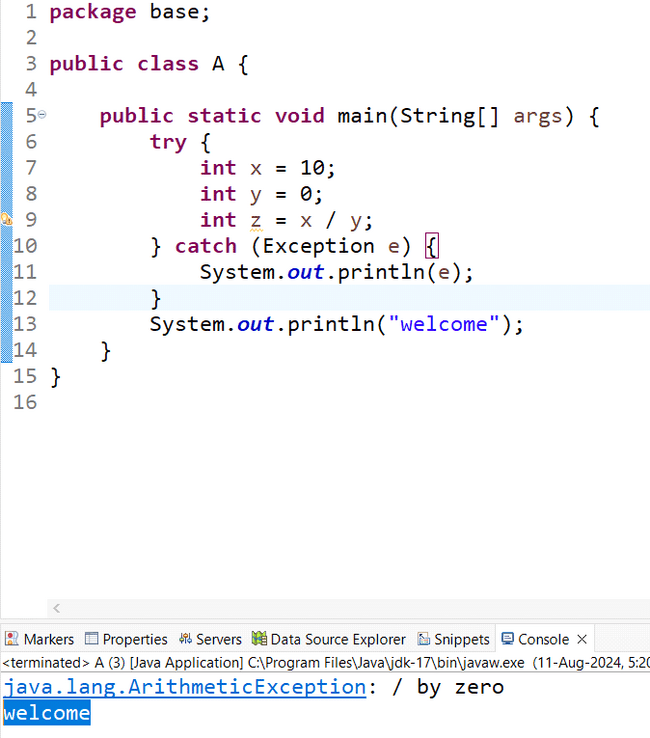 1 package base;
2
3 public class A {
4
5 public static void main(String[] args) {
6 try {
7 int x = 10;
8 int y = 0;
9 int z = x / y;
10 } catch (Exception e) {
11 System.out.println(e);
12 }
13 System.out.println("welcome");
14 }
15 }
16
Markers Properties Servers Data Source Explorer Snippets Console
<terminated> A (3) [Java Application] C:\Program Files\Java\jdk-17\bin\javaw.exe (11-Aug-2024, 5:20
java.lang.ArithmeticException: / by zero
welcome